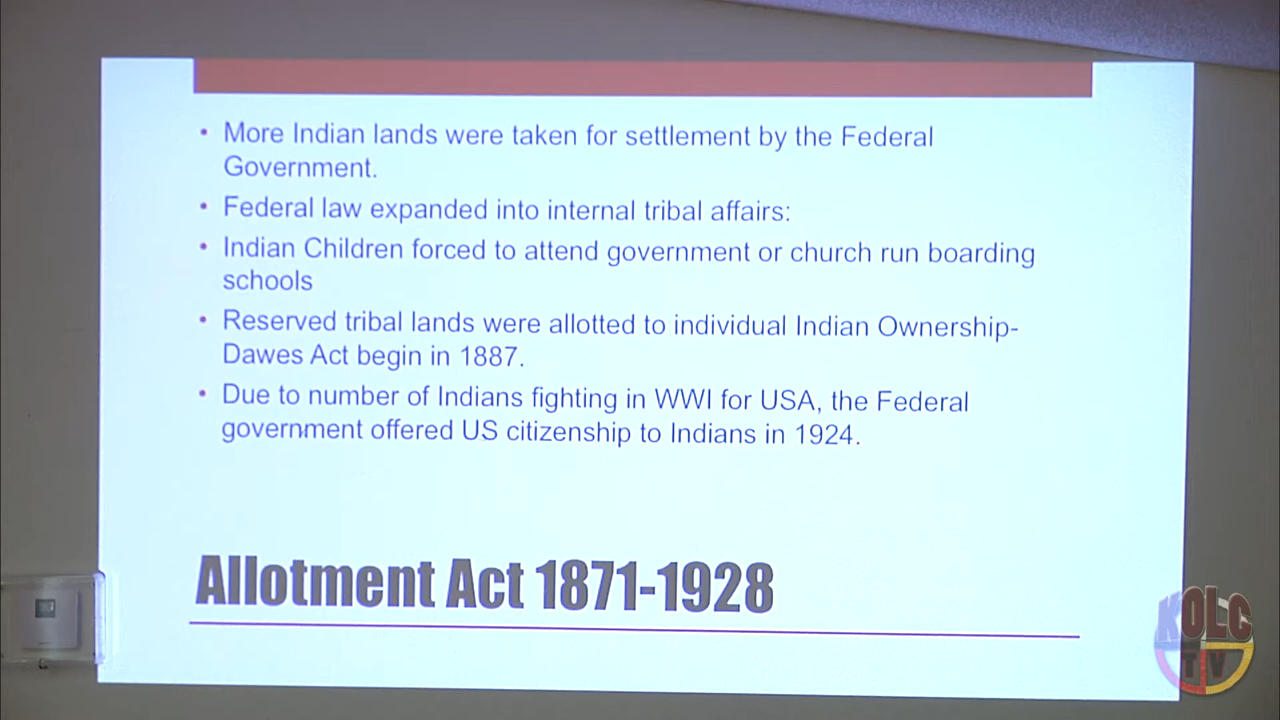 • More Indian lands were taken for settlement by the Federal
Government.
• Federal law expanded into internal tribal affairs:
• Indian Children forced to attend government or church run boarding
schools
• Reserved tribal lands were allotted to individual Indian Ownership-
Dawes Act begin in 1887.
• Due to number of Indians fighting in WWI for USA, the Federal
government offered US citizenship to Indians in 1924.
Allotment Act 1871-1928
KOLC
TV